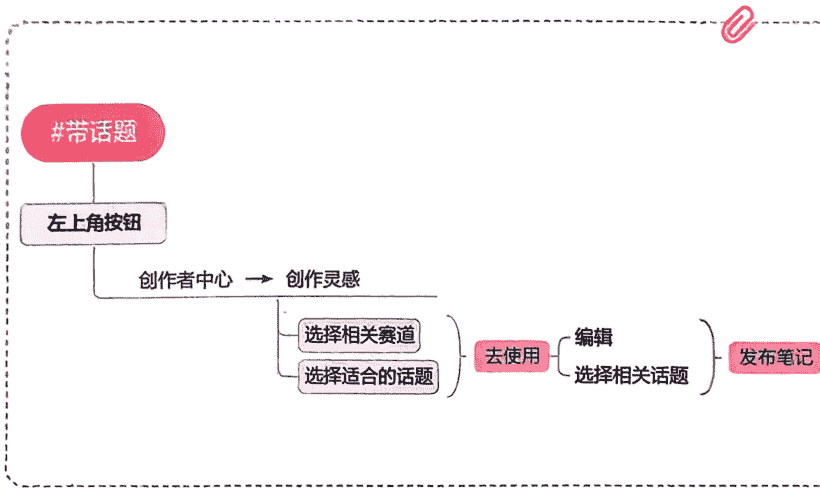 #带话题
左上角按钮
创作者中心 → 创作灵感
选择相关赛道
选择适合的话题
去使用
编辑
选择相关话题
发布笔记